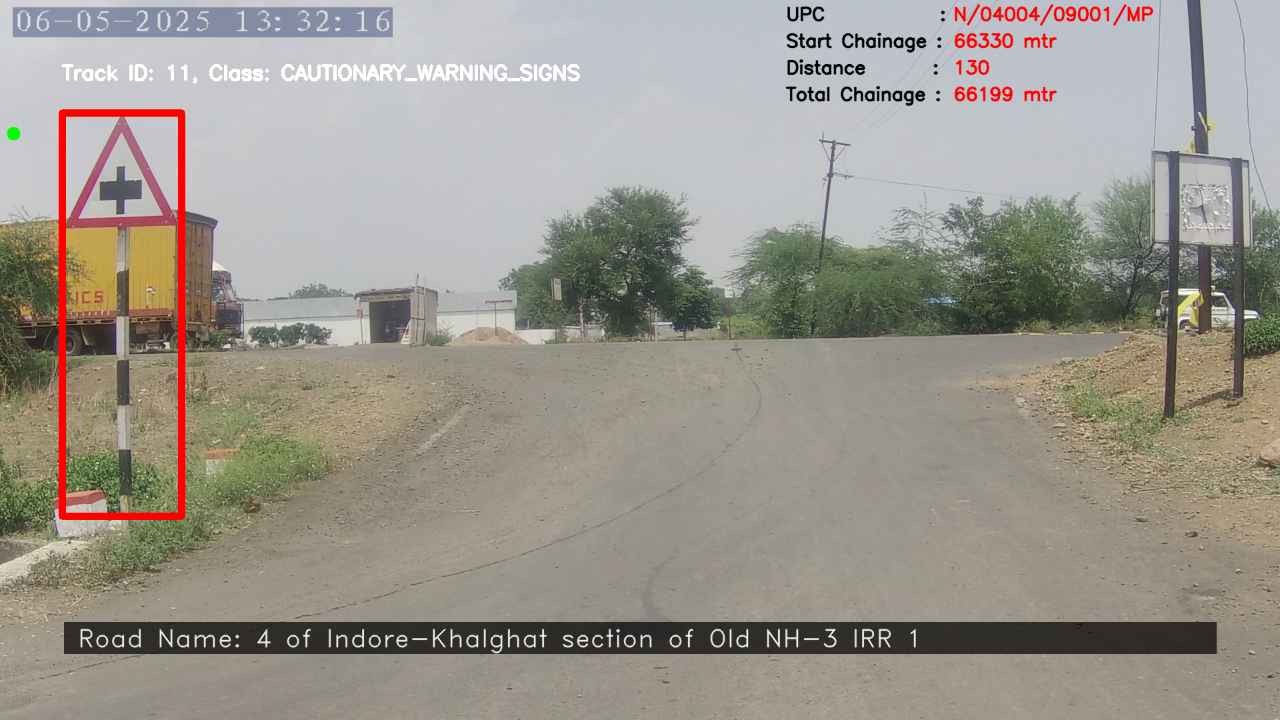 06-05-2025 13:32:16
UPC : N/04004/09001/MP
Start Chainage : 66330 mtr
Distance : 130
Total Chainage : 66199 mtr
Track ID: 11, Class: CAUTIONARY_WARNING_SIGNS
ICS
Road Name: 4 of Indore-Khalghat section of Old NH-3 IRR 1